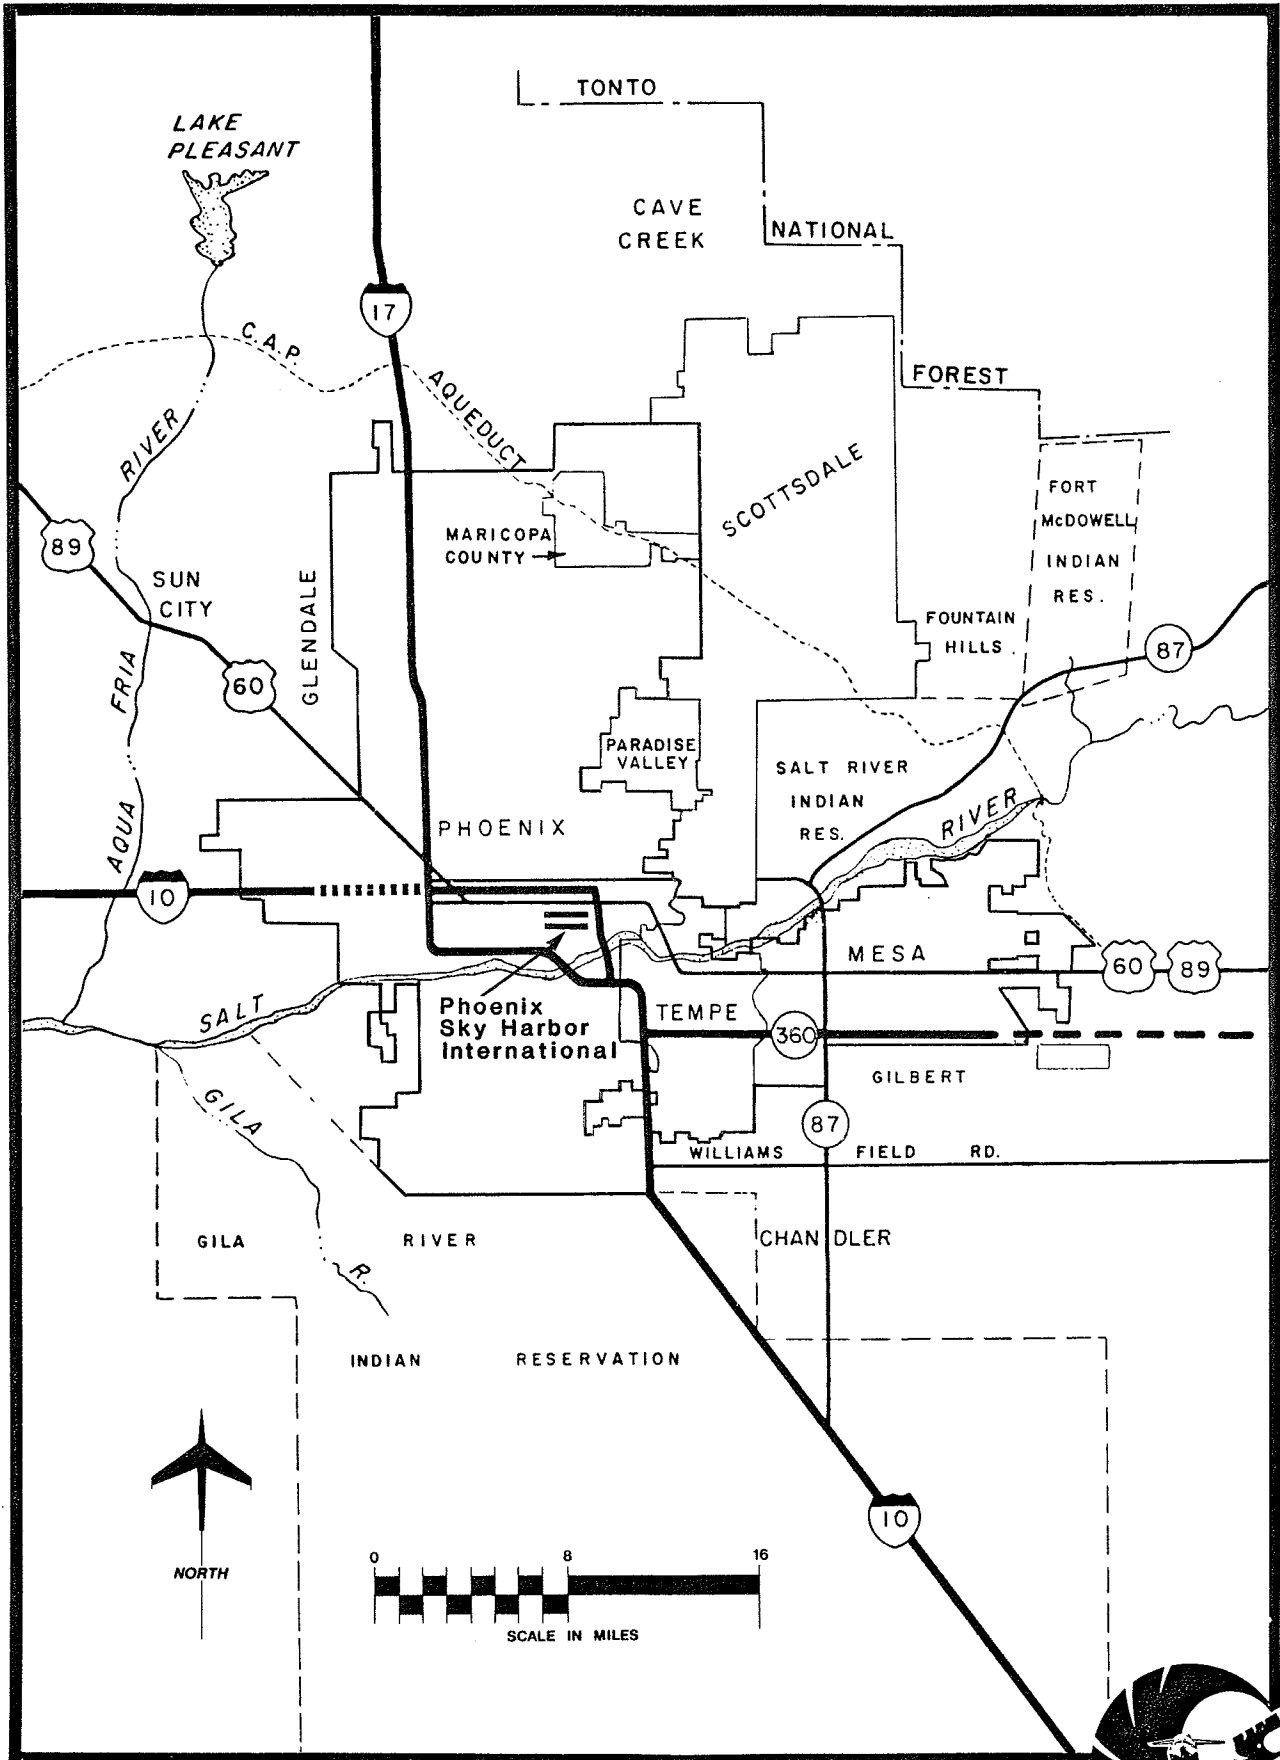 TONTO
LAKE
PLEASANT
CAVE
CREEK
NATIONAL
17
C.A.P.
AQUEDUCT
FOREST
RIVER
SCOTTSDALE
FORT
McDOWELL
INDIAN
RES.
MARICOPA
COUNTY
89
SUN
CITY
GLENDALE
FOUNTAIN
HILLS
87
60
FRIA
PARADISE
VALLEY
SALT RIVER
INDIAN
RES.
RIVER
PHOENIX
AQUA
10
MESA
60
89
SALT
Phoenix
Sky Harbor
International
TEMPE
360
GILBERT
GILA
87
WILLIAMS FIELD RD.
GILA RIVER
CHANDLER
R.
INDIAN RESERVATION
NORTH
10
0 8 16
SCALE IN MILES